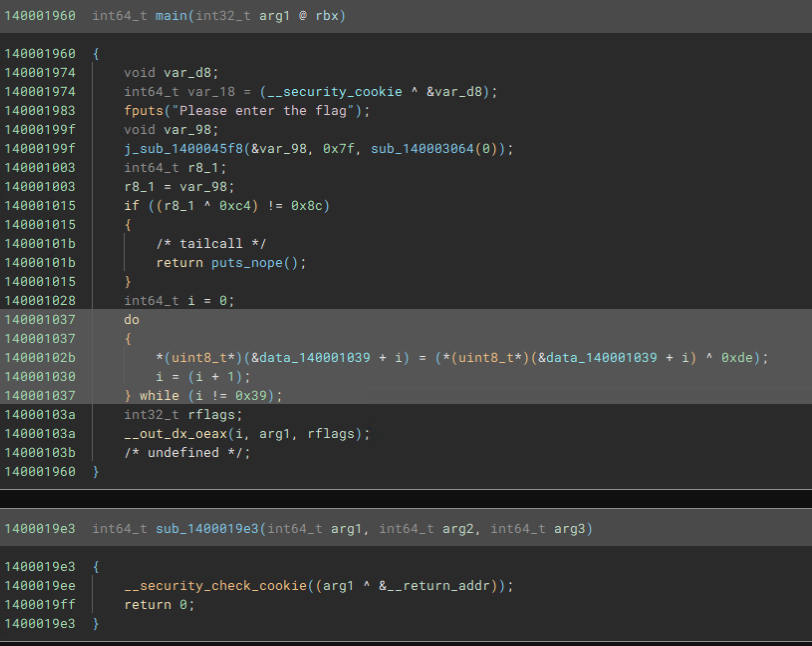 140001960 int64_t main(int32_t arg1 @ rbx)
140001960 {
140001974 void var_d8;
140001974 int64_t var_18 = (__security_cookie ^ &var_d8);
140001983 fputs("Please enter the flag");
14000199f void var_98;
14000199f j_sub_1400045f8(&var_98, 0x7f, sub_140003064(0));
140001003 int64_t r8_1;
140001003 r8_1 = var_98;
140001015 if ((r8_1 ^ 0xc4) != 0x8c)
140001015 {
14000101b /* tailcall */
14000101b return puts_nope();
140001015 }
140001028 int64_t i = 0;
140001037 do
140001037 {
14000102b *(uint8_t*)(&data_140001039 + i) = (*(uint8_t*)(&data_140001039 + i) ^ 0xde);
140001030 i = (i + 1);
140001037 } while (i != 0x39);
14000103a int32_t rflags;
14000103a __out_dx_oeax(i, arg1, rflags);
14000103b /* undefined */;
140001960 }
1400019e3 int64_t sub_1400019e3(int64_t arg1, int64_t arg2, int64_t arg3)
1400019e3 {
1400019ee __security_check_cookie((arg1 ^ &__return_addr));
1400019ff return 0;
1400019e3 }